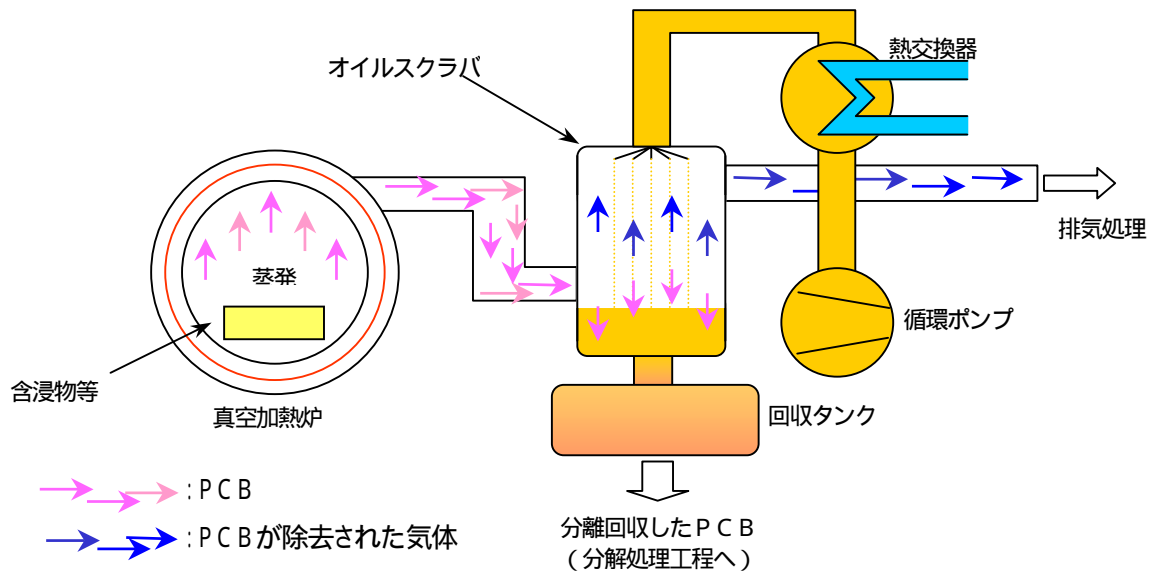 熱交換器
オイルスクラバ
排気処理
蒸発
循環ポンプ
含浸物等
真空加熱炉
回収タンク
:PCB
:PCBが除去された気体
分離回収したPCB
(分解処理工程へ)